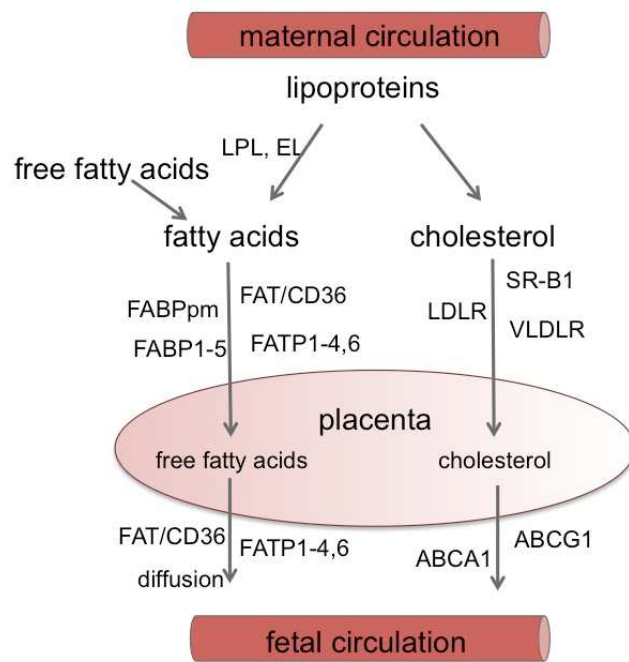 maternal circulation
lipoproteins
LPL, EL
free fatty acids
fatty acids
cholesterol
FAT/CD36
SR-B1
FABPpm
LDLR
VLDLR
FABP1-5
FATP1-4,6
placenta
free fatty acids
cholesterol
FAT/CD36
FATP1-4,6
ABCG1
ABCA1
diffusion
fetal circulation